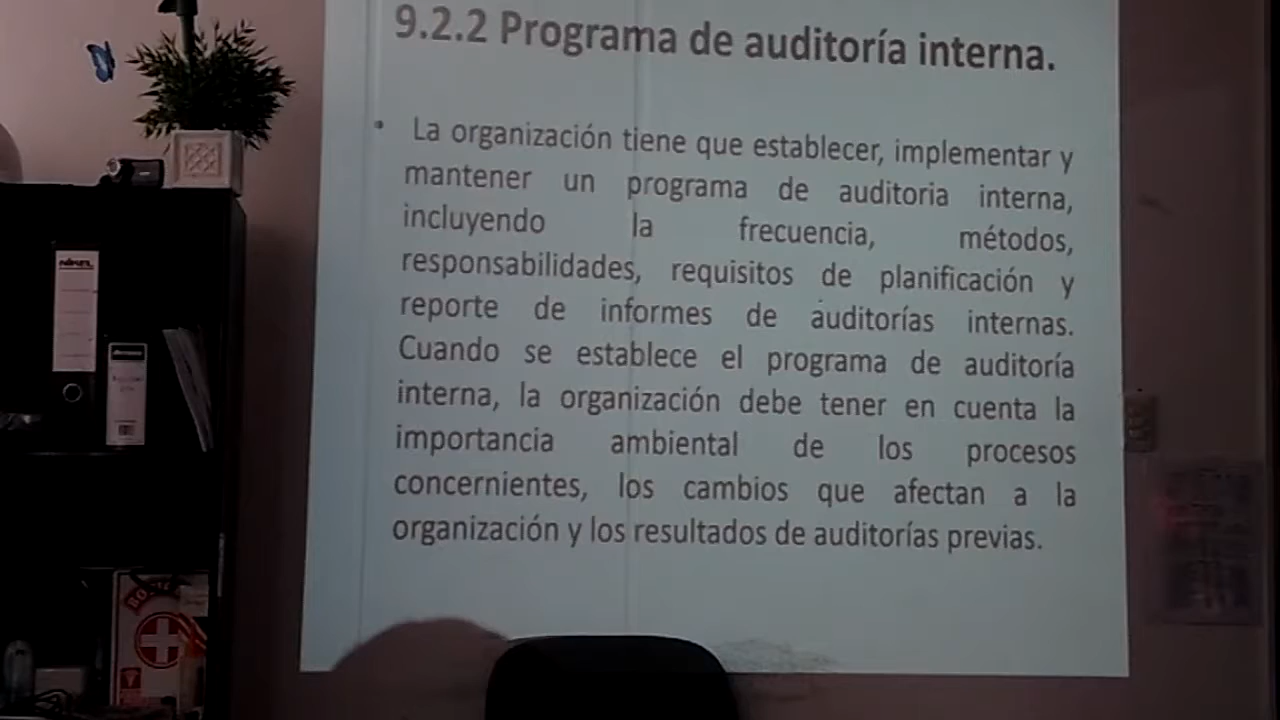 9.2.2 Programa de auditoría interna.
• La organización tiene que establecer, implementar y
mantener un programa de auditoria interna,
incluyendo la frecuencia, métodos,
responsabilidades, requisitos de planificación y
reporte de informes de auditorías internas.
Cuando se establece el programa de auditoría
interna, la organización debe tener en cuenta la
importancia ambiental de los procesos
concernientes, los cambios que afectan a la
organización y los resultados de auditorías previas.